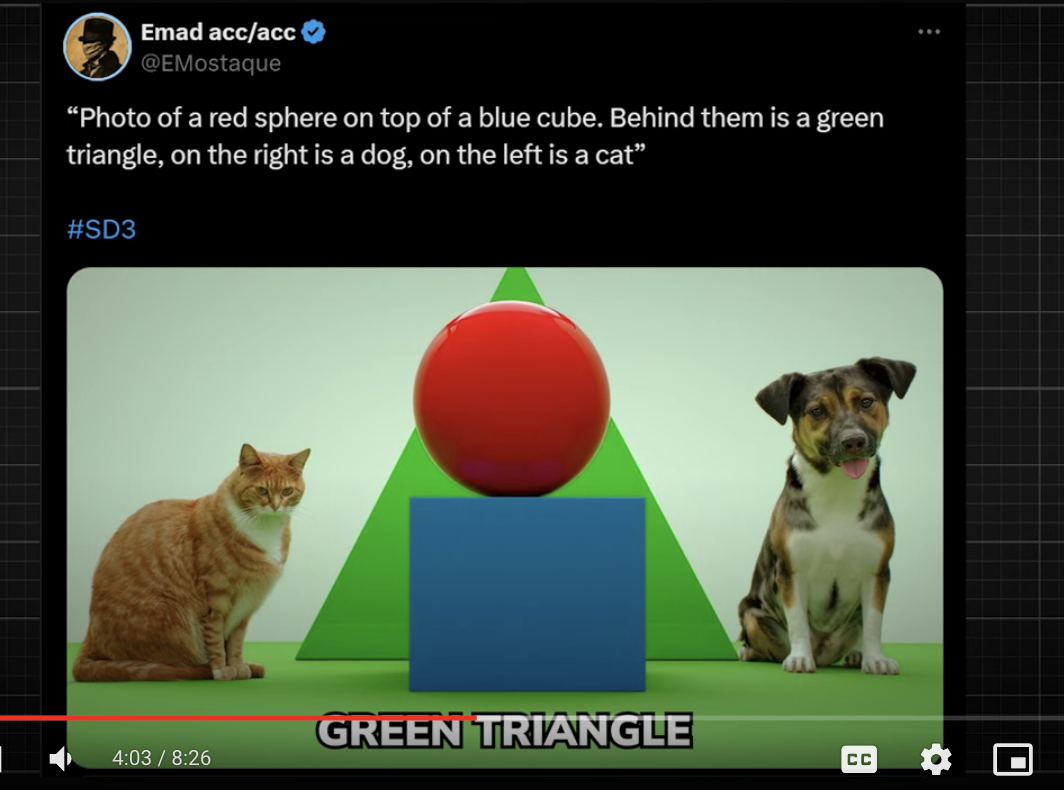 Emad acc/acc
@EMostaque
“Photo of a red sphere on top of a blue cube. Behind them is a green
triangle, on the right is a dog, on the left is a cat”
#SD3
GREEN TRIANGLE
4:03 / 8:26
CC